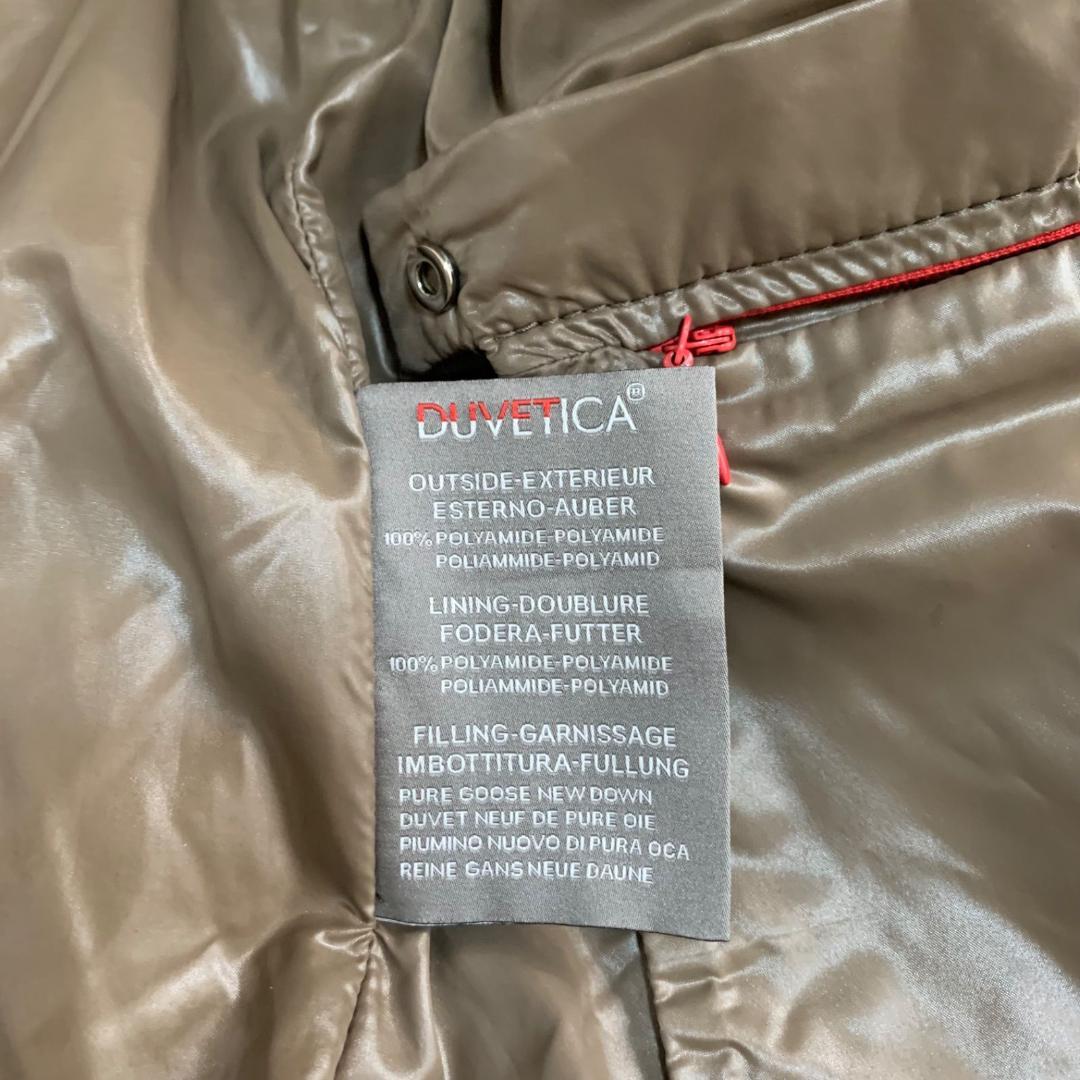 DUVETICA®
OUTSIDE-EXTERIEUR
ESTERNO-AUBER
100% POLYAMIDE-POLYAMIDE
POLIAMMIDE-POLYAMID
LINING-DOUBLURE
FODERA-FUTTER
100% POLYAMIDE-POLYAMIDE
POLIAMMIDE-POLYAMID
FILLING-GARNISSAGE
IMBOTTITURA-FULLUNG
PURE GOOSE NEW DOWN
DUVET NEUF DE PURE OIE
PIUMINO NUOVO DI PURA OCA
REINE GANS NEUE DAUNE